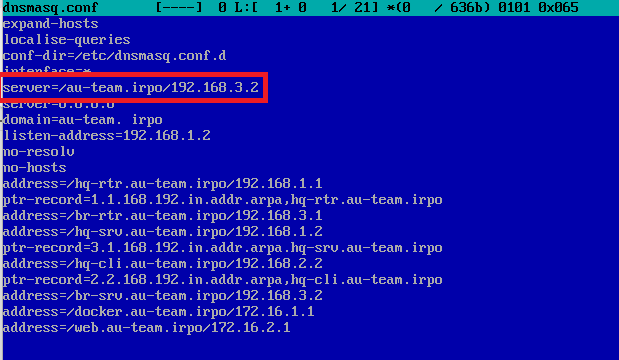 dnsmasq.conf [----] 0 L:[ 1+ 0 1/ 21] *(0 / 636b) 0101 0x065
expand-hosts
localise-queries
conf-dir=/etc/dnsmasq.conf.d
interface=*
server=/au-team.irpo/192.168.3.2
server=8.8.8.8
domain=au-team. irpo
listen-address=192.168.1.2
no-resolv
no-hosts
address=/hq-rtr.au-team.irpo/192.168.1.1
ptr-record=1.1.168.192.in.addr.arpa,hq-rtr.au-team.irpo
address=/br-rtr.au-team.irpo/192.168.3.1
address=/hq-srv.au-team.irpo/192.168.1.2
ptr-record=3.1.168.192.in.addr.arpa.hq-srv.au-team.irpo
address=/hq-cli.au-team.irpo/192.168.2.2
ptr-record=2.2.168.192.in.addr.arpa,hq-cli.au-team.irpo
address=/br-srv.au-team.irpo/192.168.3.2
address=/docker.au-team.irpo/172.16.1.1
address=/web.au-team.irpo/172.16.2.1